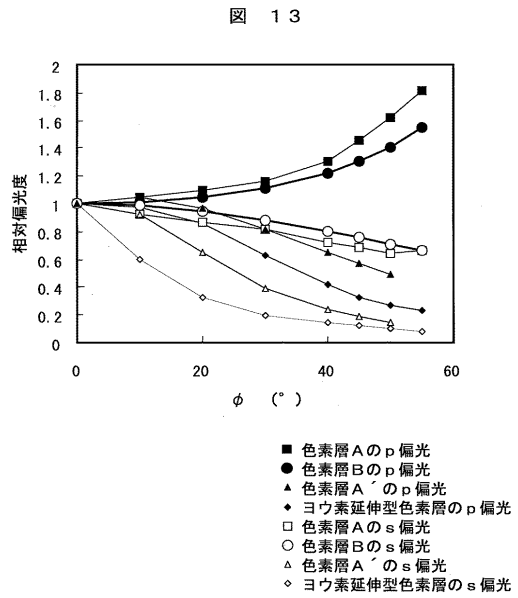 図 13
2
1.8
1.6
1.4
1.2
1
0.8
0.6
0.4
0.2
0
相対偏光度
0 20 40 60
φ (°)
色素層Aのp偏光
色素層Bのp偏光
色素層A´のp偏光
ヨウ素延伸型色素層のp偏光
色素層Aのs偏光
色素層Bのs偏光
色素層A´のs偏光
ヨウ素延伸型色素層のs偏光